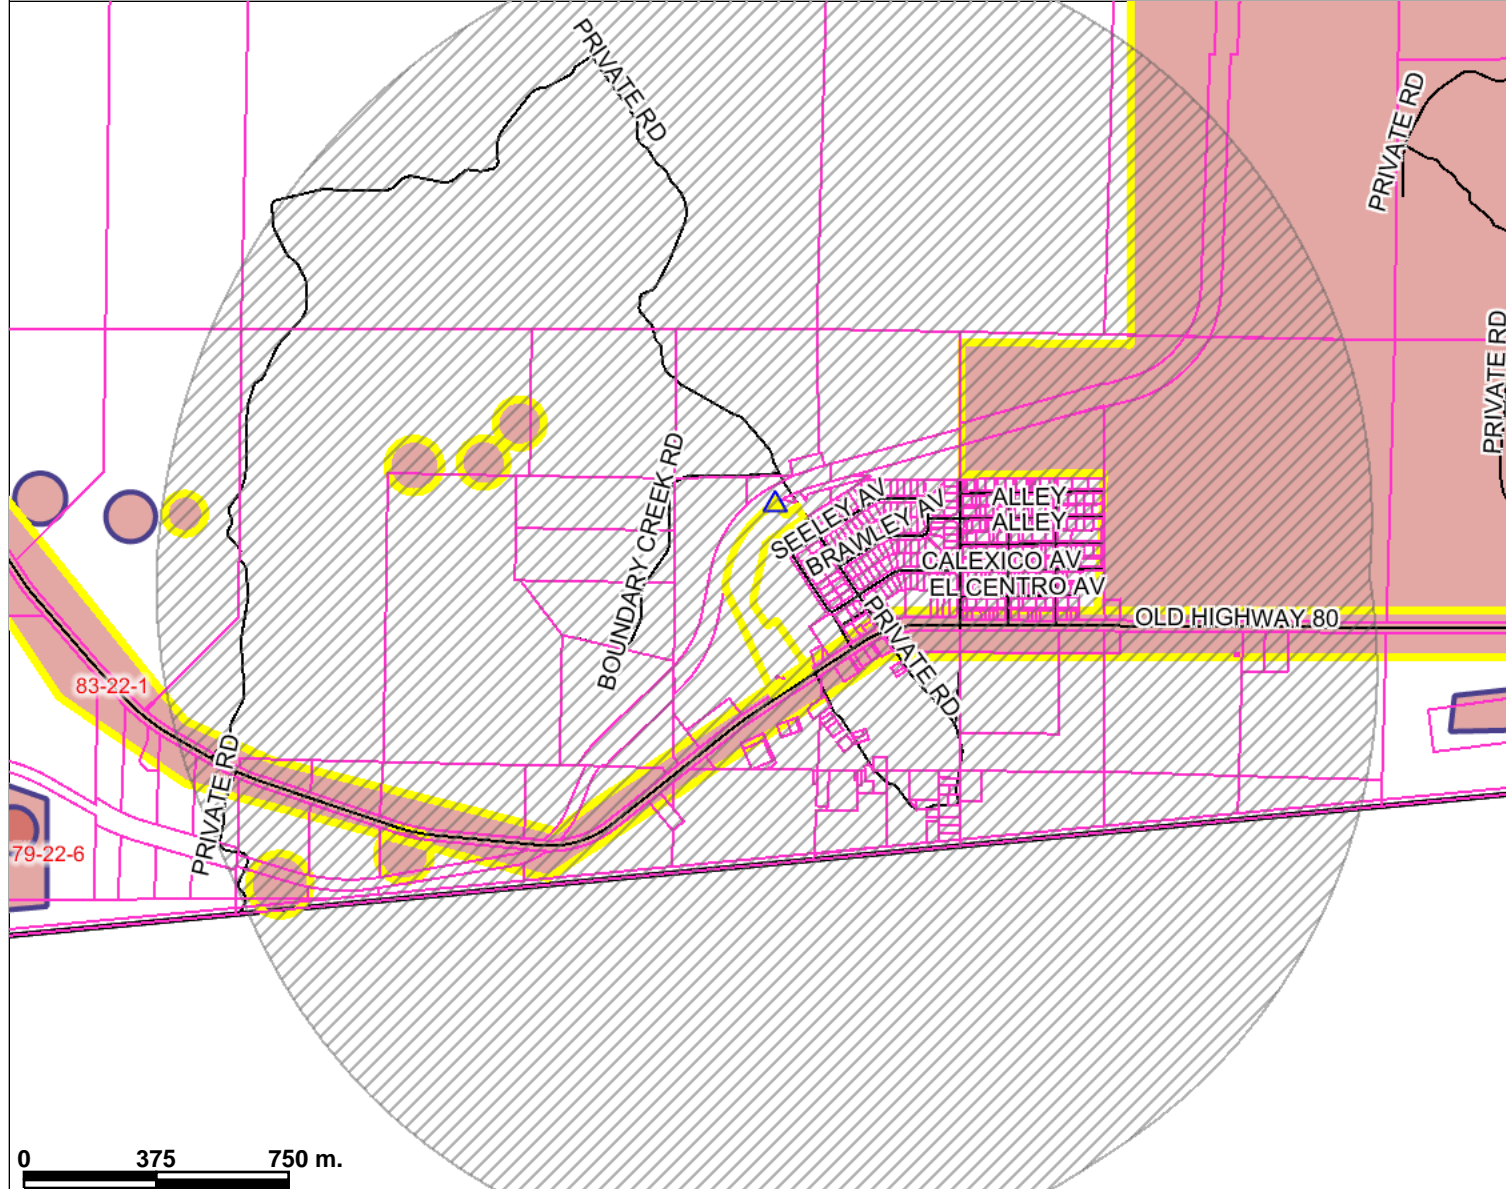 PRIVATE RD
PRIVATE RD
PRIVATE RD
BOUNDARY CREEK RD
SEELEY AV
BRAWLEY AV
ALLEY
ALLEY
CALEXICO AV
EL CENTRO AV
OLD HIGHWAY 80
PRIVATE RD
83-22-1
PRIVATE RD
79-22-6
0 375 750 m.